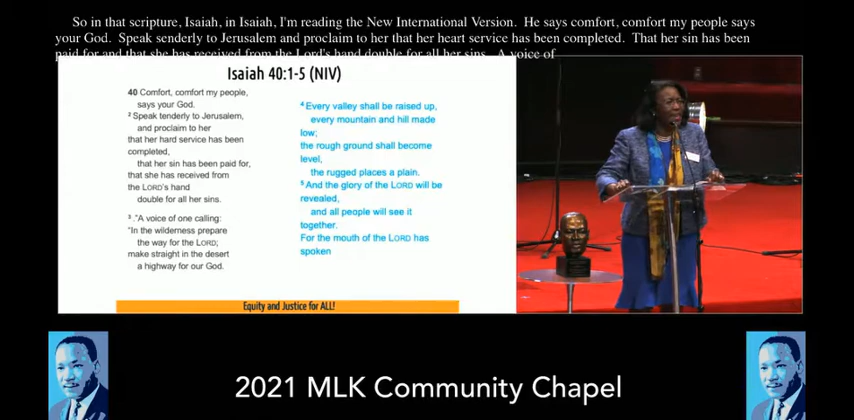 So in that scripture, Isaiah, in Isaiah, I'm reading the New International Version. He says comfort, comfort my people says
your God. Speak senderly to Jerusalem and proclaim to her that her heart service has been completed. That her sin has been
paid for and that she has received from the Lord's hand double for all her sins. A voice of
Isaiah 40:1-5 (NIV)
40 Comfort, comfort my people,
says your God.
2 Speak tenderly to Jerusalem,
and proclaim to her
that her hard service has been
completed,
that her sin has been paid for,
that she has received from
the LORD's hand
double for all her sins.
3 ."A voice of one calling:
"In the wilderness prepare
the way for the LORD;
make straight in the desert
a highway for our God.
4 Every valley shall be raised up,
every mountain and hill made
low;
the rough ground shall become
level,
the rugged places a plain.
5 And the glory of the LORD will be
revealed,
and all people will see it
together.
For the mouth of the LORD has
spoken
Equity and Justice for ALL!
2021 MLK Community Chapel